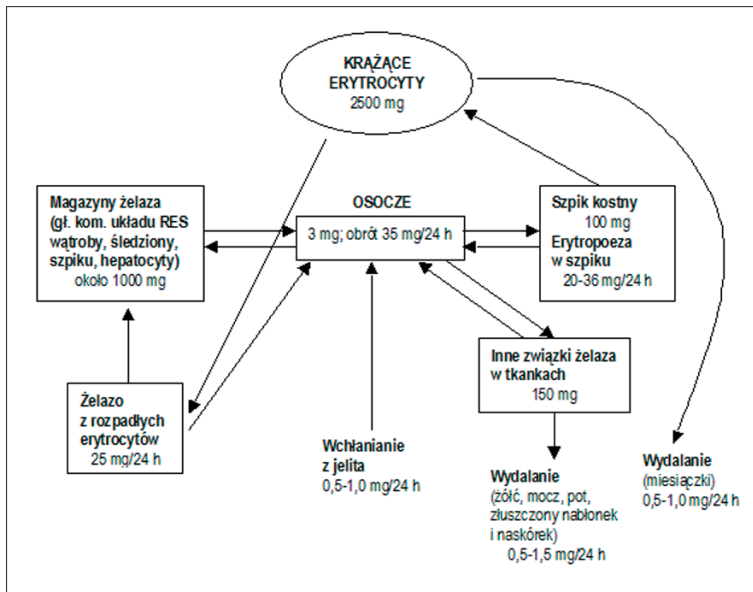 KRĄŻĄCE
ERYTROCYTY
2500 mg
Magazyny żelaza
(gł. kom. układu RES
wątroby, śledziony,
szpiku, hepatocyty)
około 1000 mg
OSOCZE
3 mg; obrót 35 mg/24 h
Szpik kostny
100 mg
Erytropoeza
w szpiku
20-36 mg/24 h
Żelazo
z rozpadłych
erytrocytów
25 mg/24 h
Wchłanianie
z jelita
0,5-1,0 mg/24 h
Inne związki żelaza
w tkankach
150 mg
Wydalanie
(żółć, mocz, pot,
złuszczony nabłonek
i naskórek)
0,5-1,5 mg/24 h
Wydalanie
(miesiączki)
0,5-1,0 mg/24 h